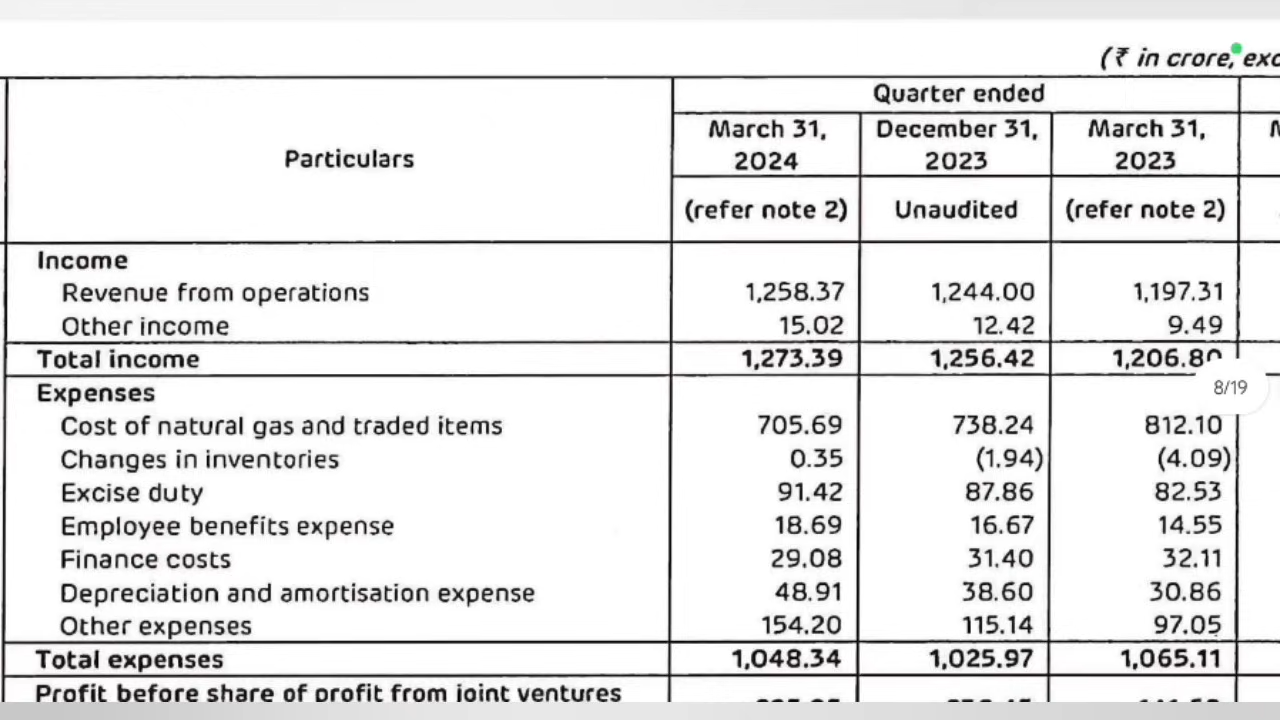 (₹ in crore, exc
Quarter ended
Particulars
March 31, 2024 December 31, 2023 March 31, 2023
(refer note 2) Unaudited (refer note 2)
Income
Revenue from operations 1,258.37 1,244.00 1,197.31
Other income 15.02 12.42 9.49
Total income 1,273.39 1,256.42 1,206.80
8/19
Expenses
Cost of natural gas and traded items 705.69 738.24 812.10
Changes in inventories 0.35 (1.94) (4.09)
Excise duty 91.42 87.86 82.53
Employee benefits expense 18.69 16.67 14.55
Finance costs 29.08 31.40 32.11
Depreciation and amortisation expense 48.91 38.60 30.86
Other expenses 154.20 115.14 97.05
Total expenses 1,048.34 1,025.97 1,065.11
Profit before share of profit from joint ventures